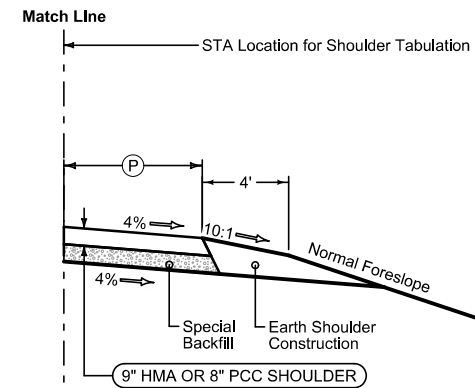 Match Line
STA Location for Shoulder Tabulation
P
4'
4%
10:1
Normal Foreslope
4%
Special
Backfill
Earth Shoulder
Construction
9" HMA OR 8" PCC SHOULDER